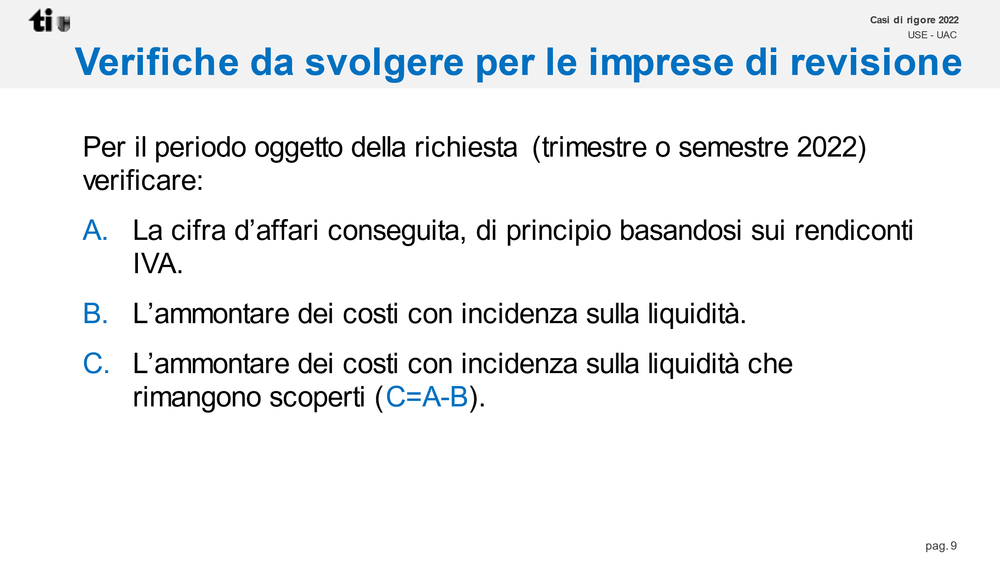 ti
Casi di rigore 2022
USE - UAC
Verifiche da svolgere per le imprese di revisione
Per il periodo oggetto della richiesta (trimestre o semestre 2022)
verificare:
A. La cifra d’affari conseguita, di principio basandosi sui rendiconti
IVA.
B. L’ammontare dei costi con incidenza sulla liquidità.
C. L’ammontare dei costi con incidenza sulla liquidità che
rimangono scoperti (C=A-B).
pag. 9